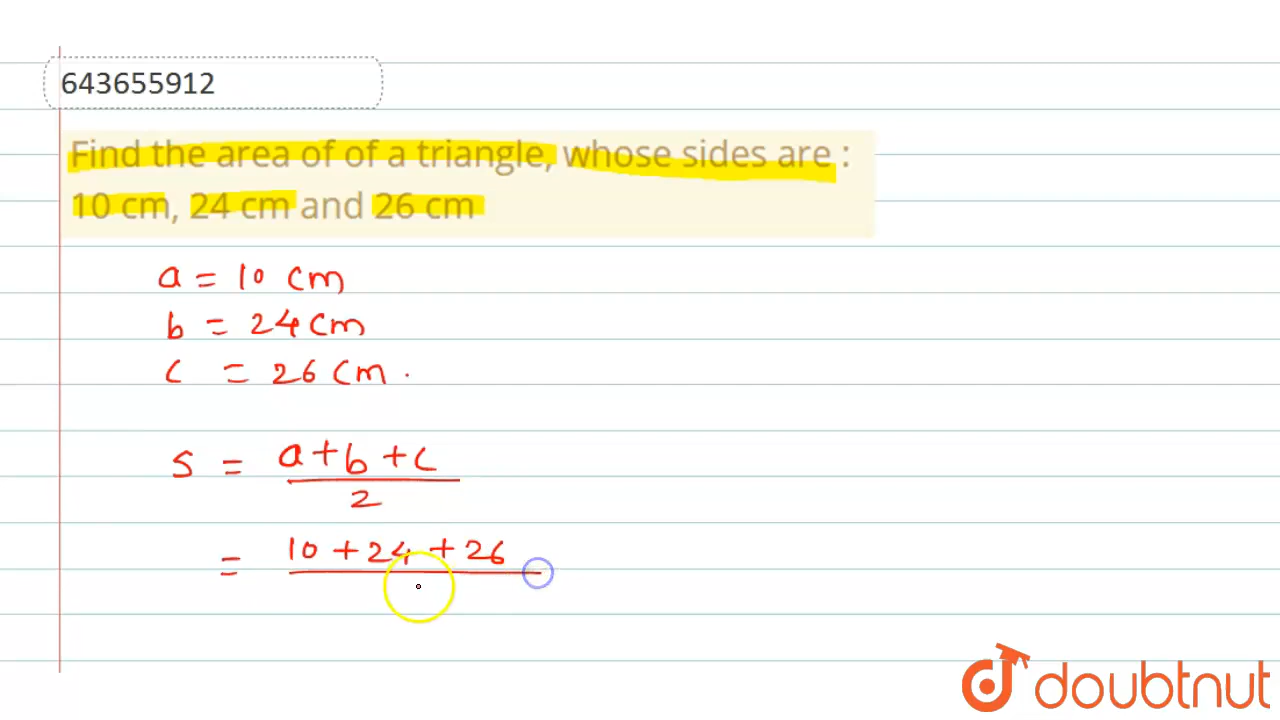 643655912
Find the area of of a triangle, whose sides are :
10 cm, 24 cm and 26 cm
a = 10 cm
b = 24 cm
c = 26 cm .
s = a+b+c
2
= 10+24+26
doubtnut